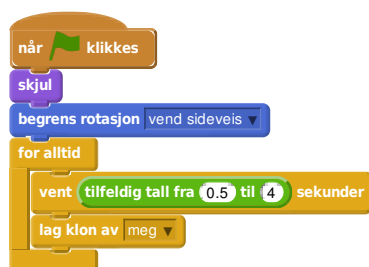 når klikkes
skjul
begrens rotasjon vend sideveis
for alltid
vent tilfeldig tall fra 0.5 til 4 sekunder
lag klon av meg